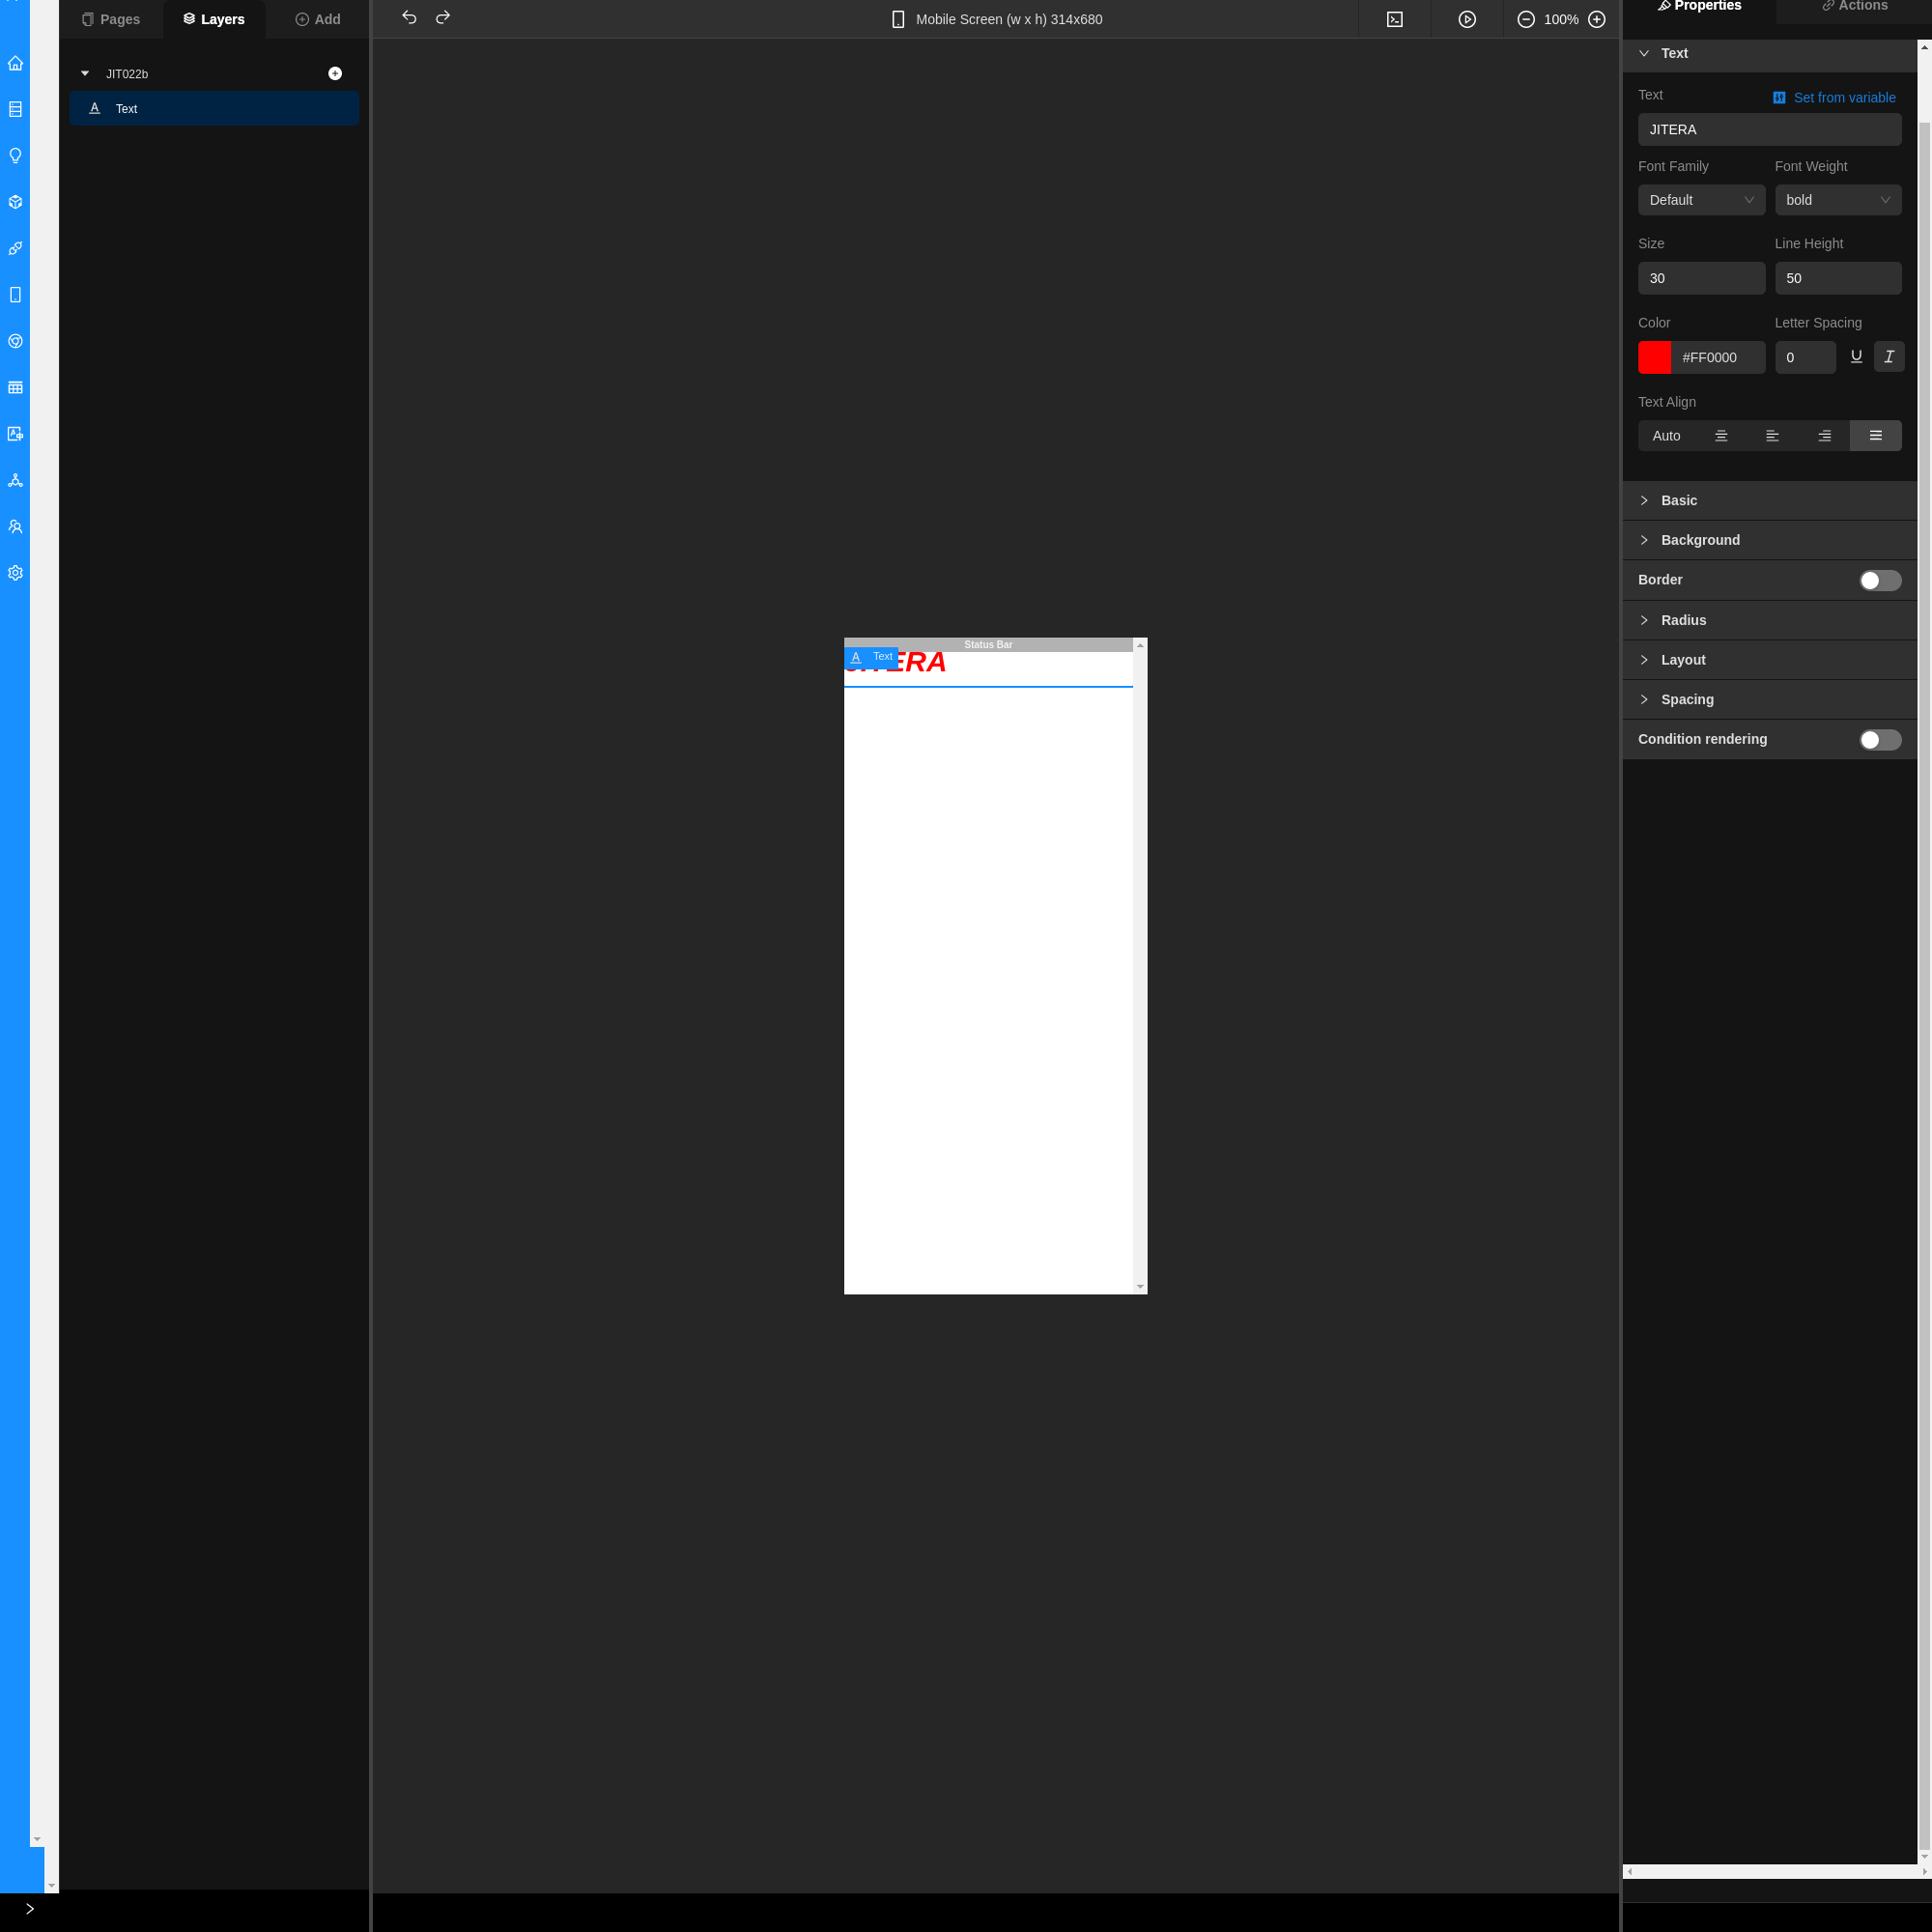 Pages Layers Add
JIT022b
Text
Mobile Screen (w x h) 314x680
100%
Status Bar
Text
ERA
Properties Actions
Text
Text Set from variable
JITERA
Font Family Font Weight
Default bold
Size Line Height
30 50
Color Letter Spacing
#FF0000 0
Text Align
Auto
Basic
Background
Border
Radius
Layout
Spacing
Condition rendering